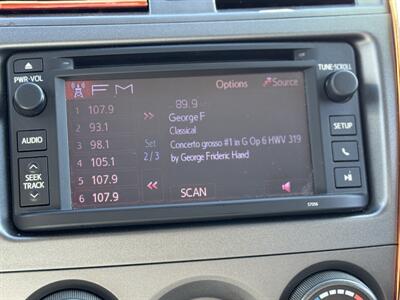 PWR·VOL
AUDIO
SEEK
TRACK
FM
Options
Source
1 107.9
2 93.1
3 98.1
4 105.1
5 107.9
6 107.9
>>
Set
2/3
<<
89.9
George F
Classical
Concerto grosso #1 in G Op 6 HWV 319
by George Frideric Hand
SCAN
TUNE·SCROLL
SETUP
57056